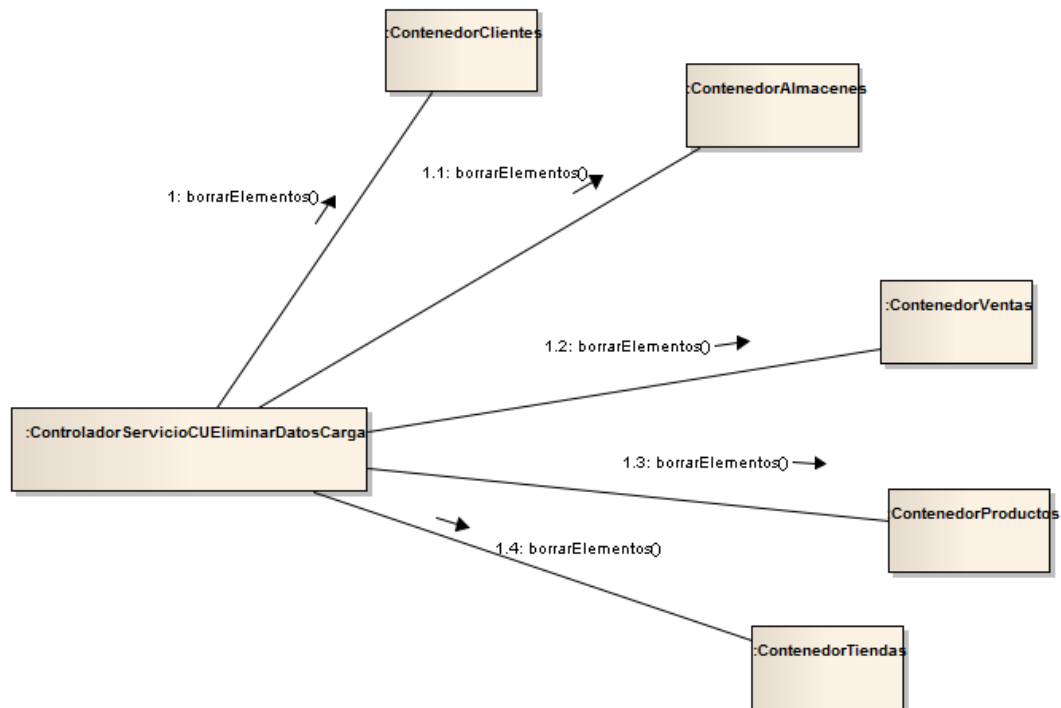 :ContenedorClientes
:ContenedorAlmacenes
1.1: borrarElementos()
1: borrarElementos()
:ContenedorVentas
1.2: borrarElementos()
:ControladorServicioCUEliminarDatosCarga
1.3: borrarElementos()
ContenedorProductos
1.4: borrarElementos()
:ContenedorTiendas